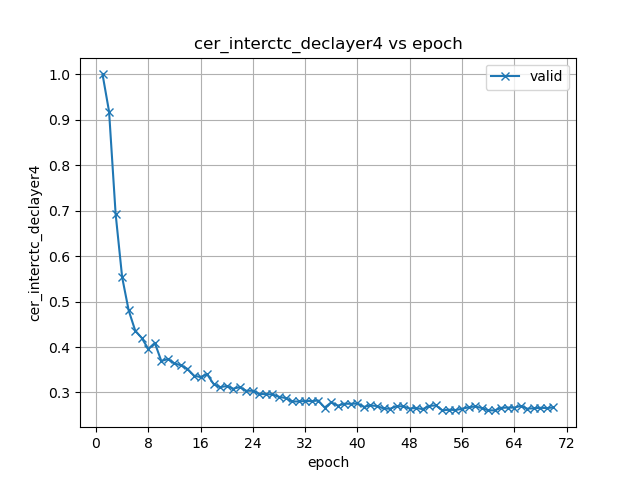 cer_interctc_declayer4 vs epoch
valid
cer_interctc_declayer4
1.0
0.9
0.8
0.7
0.6
0.5
0.4
0.3
0 8 16 24 32 40 48 56 64 72
epoch